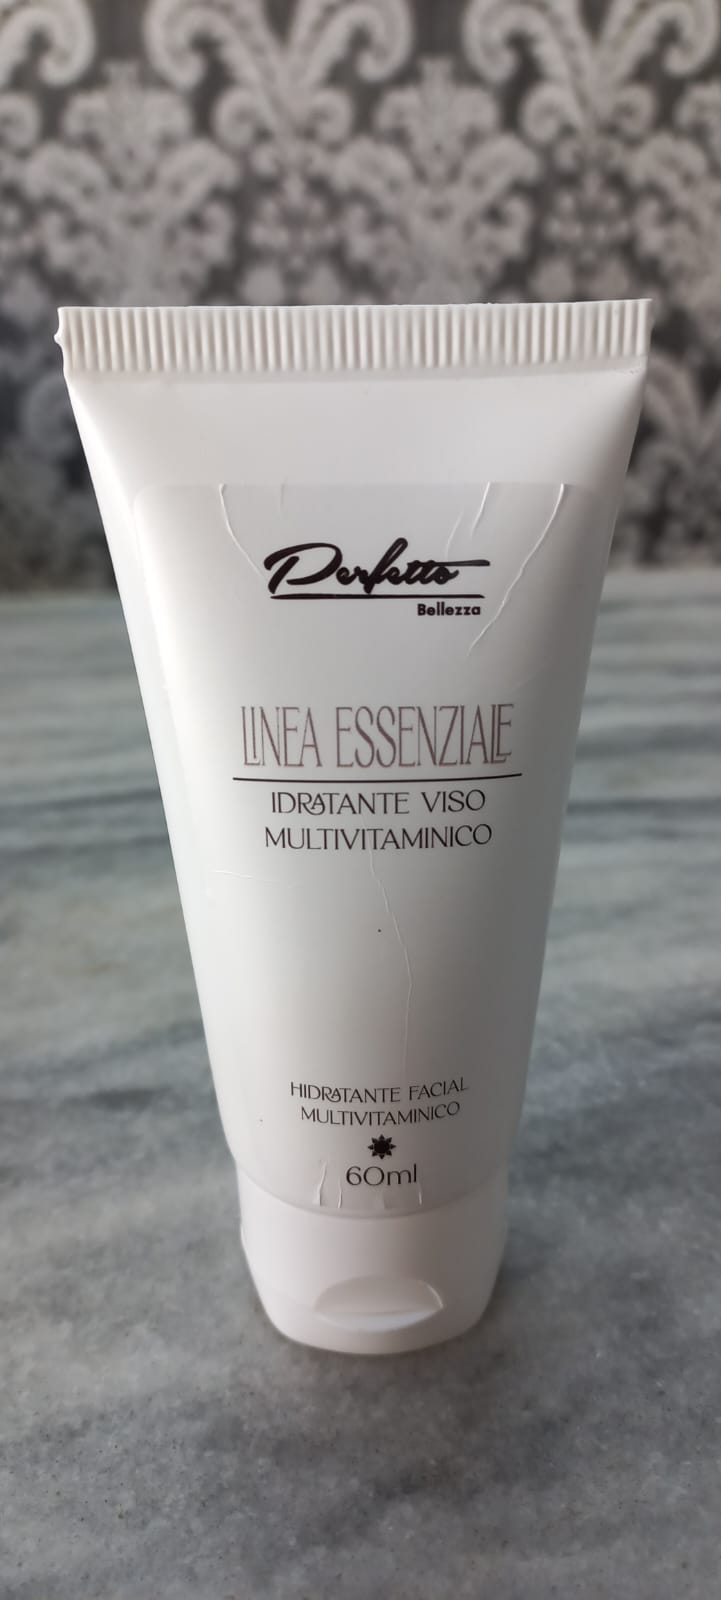 Perfetto
Bellezza
LINEA ESSENZIALE
IDRATANTE VISO
MULTIVITAMINICO
HIDRATANTE FACIAL
MULTIVITAMINICO
60ml